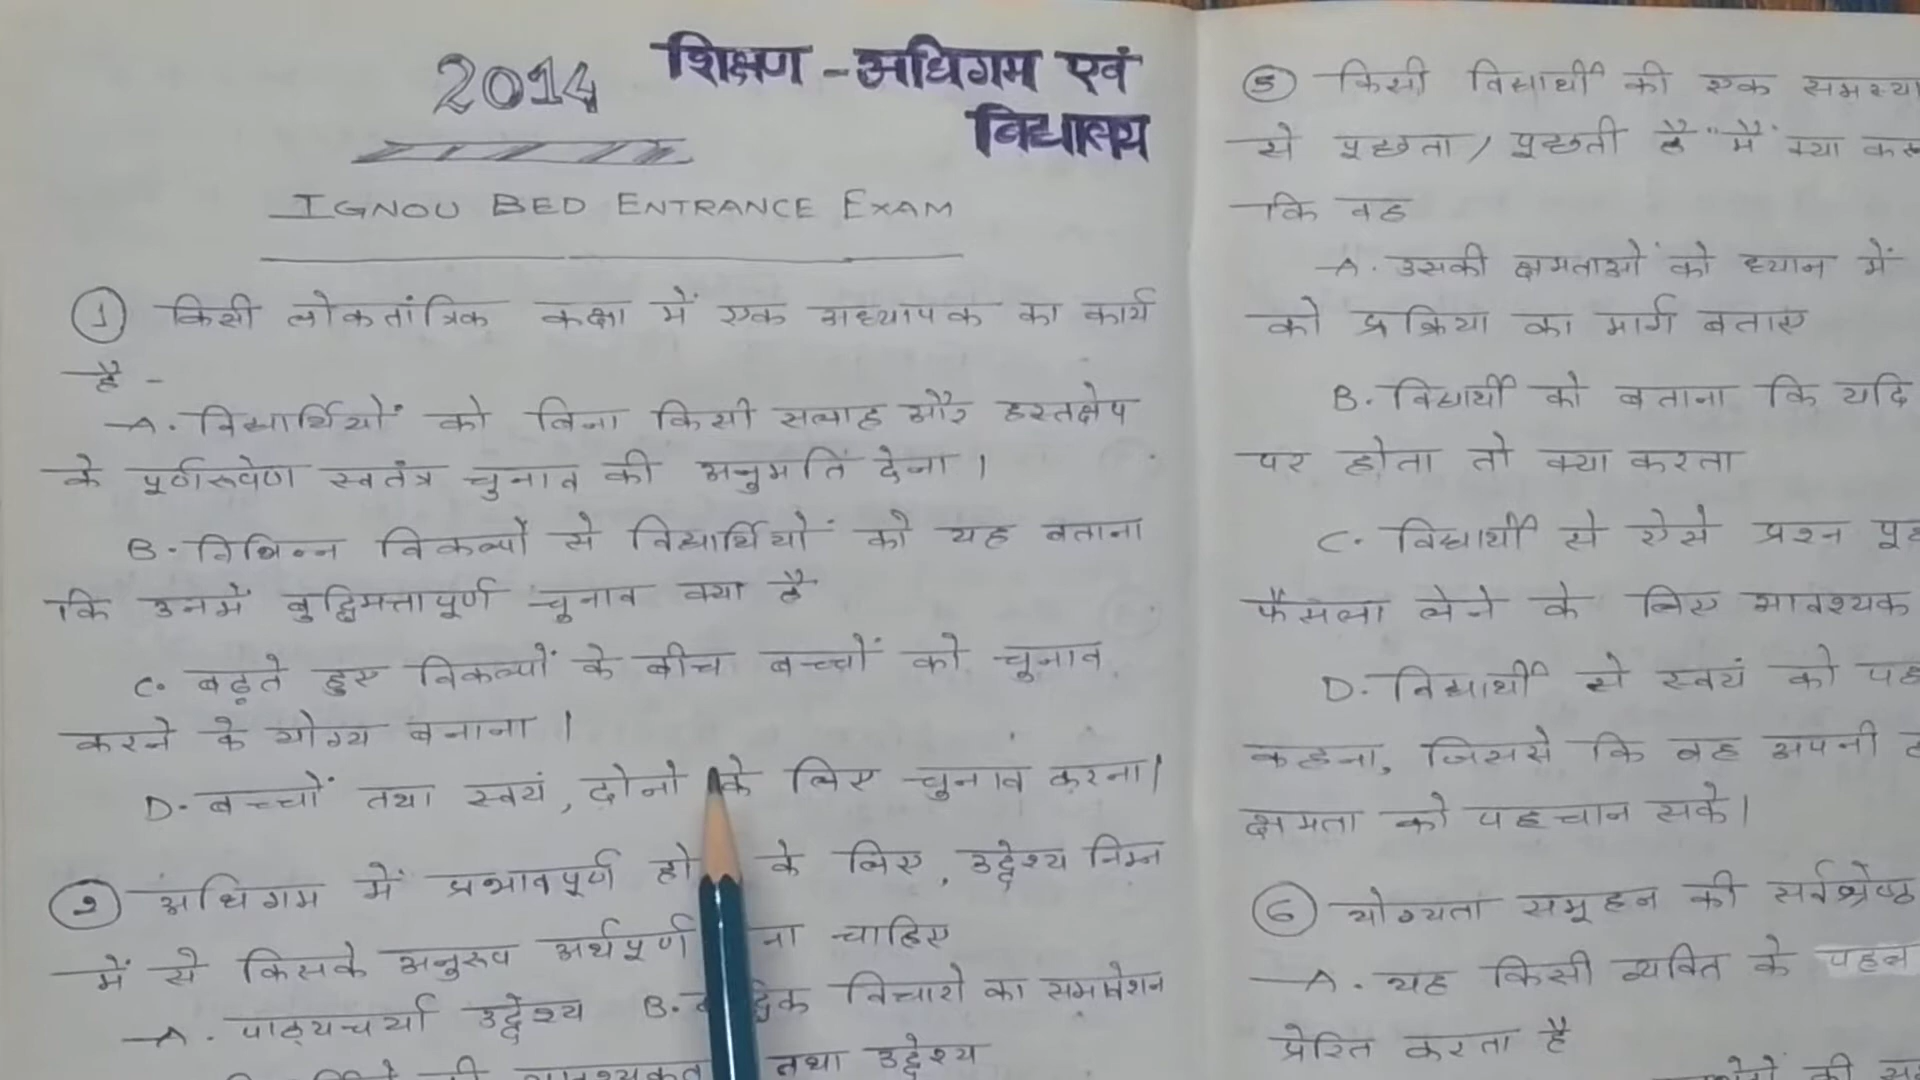 2014 शिक्षण - अधिगम एवं
विद्यालय
IGNOU BED ENTRANCE EXAM
① किसी लोकतांत्रिक कक्षा में एक अध्यापक का कार्य
है -
A. विद्यार्थियों को बिना किसी सलाह और हस्तक्षेप
के पूर्णरूपेण स्वतंत्र चुनाव की अनुमति देना।
B. विभिन्न विकल्पों से विद्यार्थियों को यह बताना
कि उनमें बुद्धिमत्तापूर्ण चुनाव क्या है
C. बढ़ते हुए विकल्पों के बीच बच्चों को चुनाव
करने के योग्य बनाना।
D. बच्चों तथा स्वयं, दोनो के लिए चुनाव करना।
② अधिगम में प्रभावपूर्ण हो के लिए, उद्देश्य निम्न
में से किसके अनुरूप अर्थपूर्ण ना चाहिए
A. पाठ्यचर्या उद्देश्य B. विचारो का समावेशन
तथा उद्देश्य
⑤ किसी विद्यार्थी की एक समस्या
से पूछता / पूछती है "मैं क्या
कि वह
A. उसकी क्षमताओं को ध्यान में
को प्रक्रिया का मार्ग बताए
B. विद्यार्थी को बताना कि यदि
पर होता तो क्या करता
C. विद्यार्थी से ऐसे प्रश्न
फैसला लेने के लिए आवश्यक
D. विद्यार्थी से स्वयं को
कहना, जिससे कि वह अपनी
क्षमता को पहचान सके।
⑥ योग्यता समूहन की सर्वश्रेष्ठ
A. यह किसी व्यक्ति के पहल
प्रेरित करता है